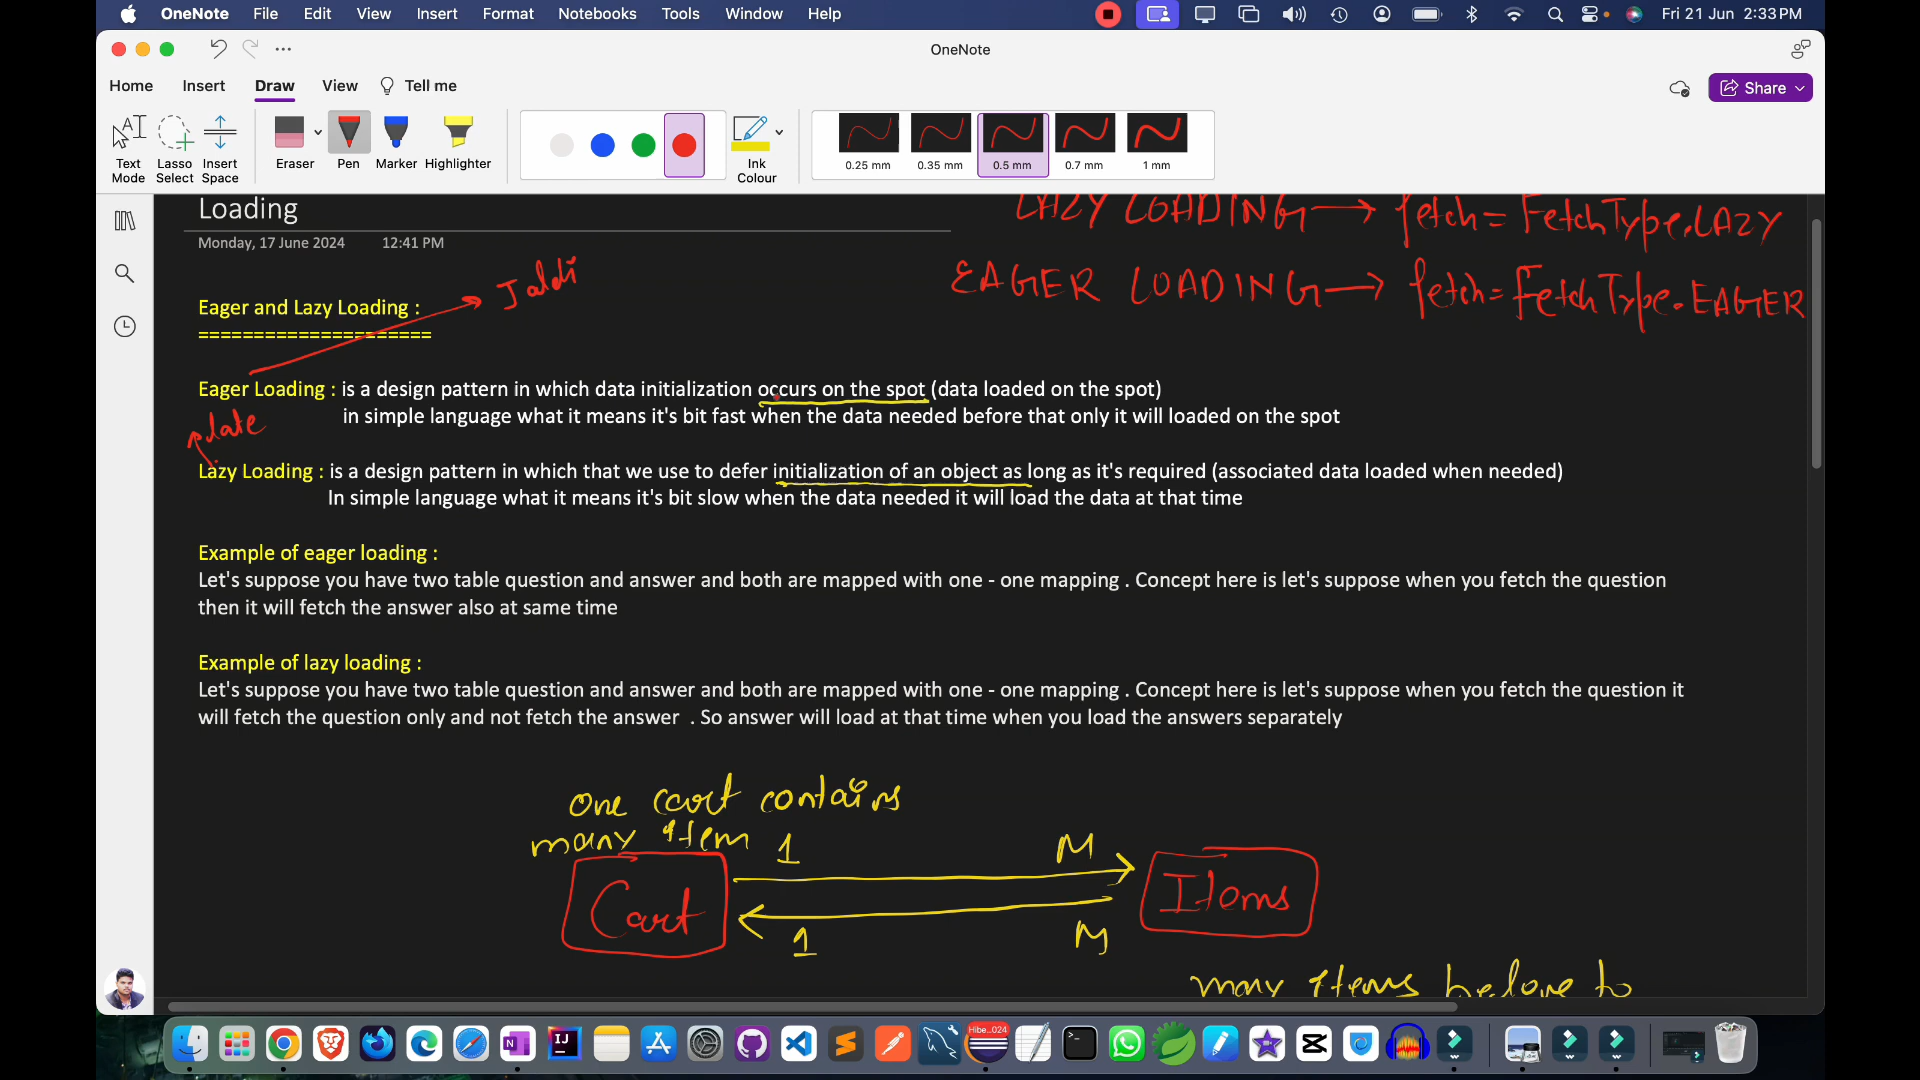 OneNote File Edit View Insert Format Notebooks Tools Window Help Fri 21 Jun 2:33 PM
OneNote
Home Insert Draw View Tell me Share
Text Mode Lasso Select Insert Space Eraser Pen Marker Highlighter Ink Colour 0.25 mm 0.35 mm 0.5 mm 0.7 mm 1 mm
Loading
LAZY LOADING → fetch = FetchType.LAZY
Monday, 17 June 2024 12:41 PM
Jaldi
EAGER LOADING → fetch = FetchType.EAGER
Eager and Lazy Loading :
=====================
Eager Loading : is a design pattern in which data initialization occurs on the spot (data loaded on the spot)
in simple language what it means it's bit fast when the data needed before that only it will loaded on the spot
late
Lazy Loading : is a design pattern in which that we use to defer initialization of an object as long as it's required (associated data loaded when needed)
In simple language what it means it's bit slow when the data needed it will load the data at that time
Example of eager loading :
Let's suppose you have two table question and answer and both are mapped with one - one mapping . Concept here is let's suppose when you fetch the question
then it will fetch the answer also at same time
Example of lazy loading :
Let's suppose you have two table question and answer and both are mapped with one - one mapping . Concept here is let's suppose when you fetch the question it
will fetch the question only and not fetch the answer . So answer will load at that time when you load the answers separately
one cart contains
many item 1 M
Cart Items
1 M
many items belong to
Hibe...024